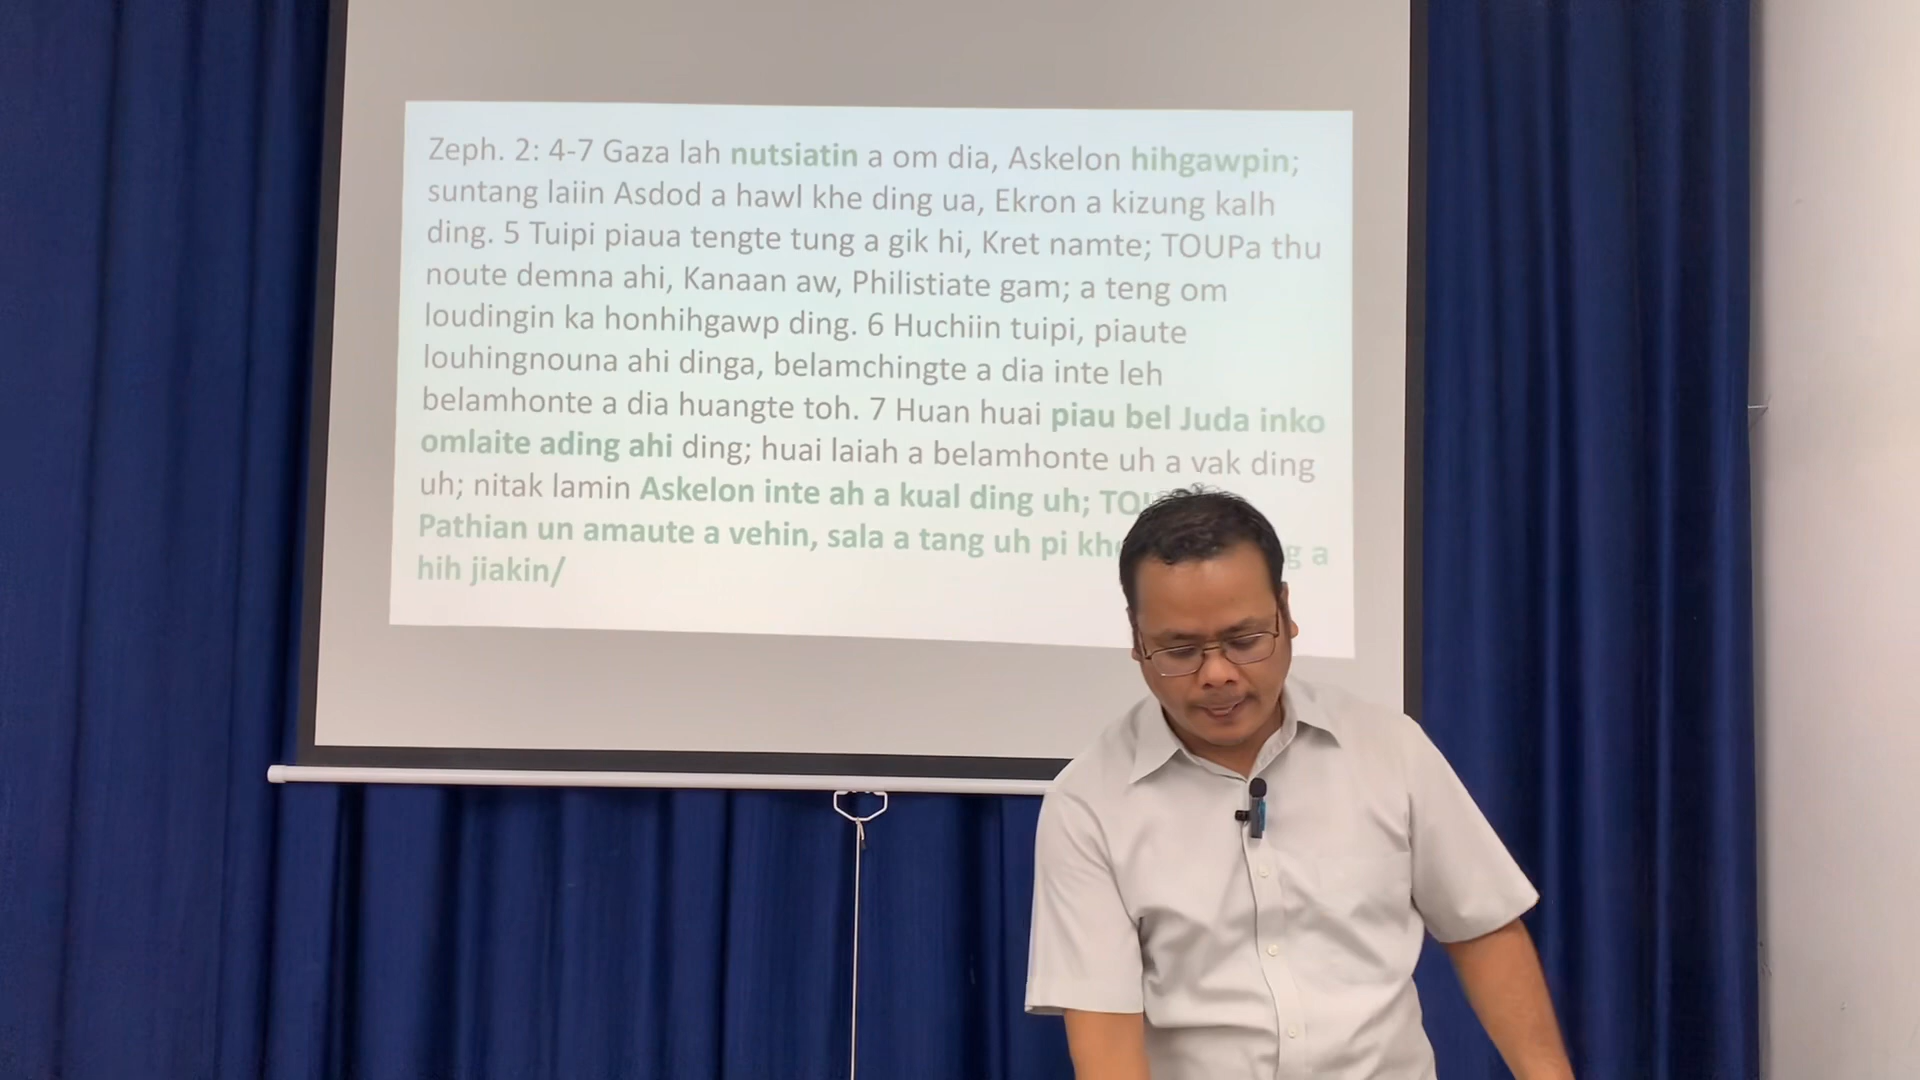 Zeph. 2: 4-7 Gaza lah nutsiatin a om dia, Askelon hihgawpin;
suntang laiin Asdod a hawl khe ding ua, Ekron a kizung kalh
ding. 5 Tuipi piaua tengte tung a gik hi, Kret namte; TOUPa thu
noute demna ahi, Kanaan aw, Philistiate gam; a teng om
loudingin ka honhihgawp ding. 6 Huchiin tuipi, piaute
louhingnouna ahi dinga, belamchingte a dia inte leh
belamhonte a dia huangte toh. 7 Huan huai piau bel Juda inko
omlaite ading ahi ding; huai laiah a belamhonte uh a vak ding
uh; nitak lamin Askelon inte ah a kual ding uh;
Pathian un amaute a vehin, sala a tang uh pi a
hih jiakin/